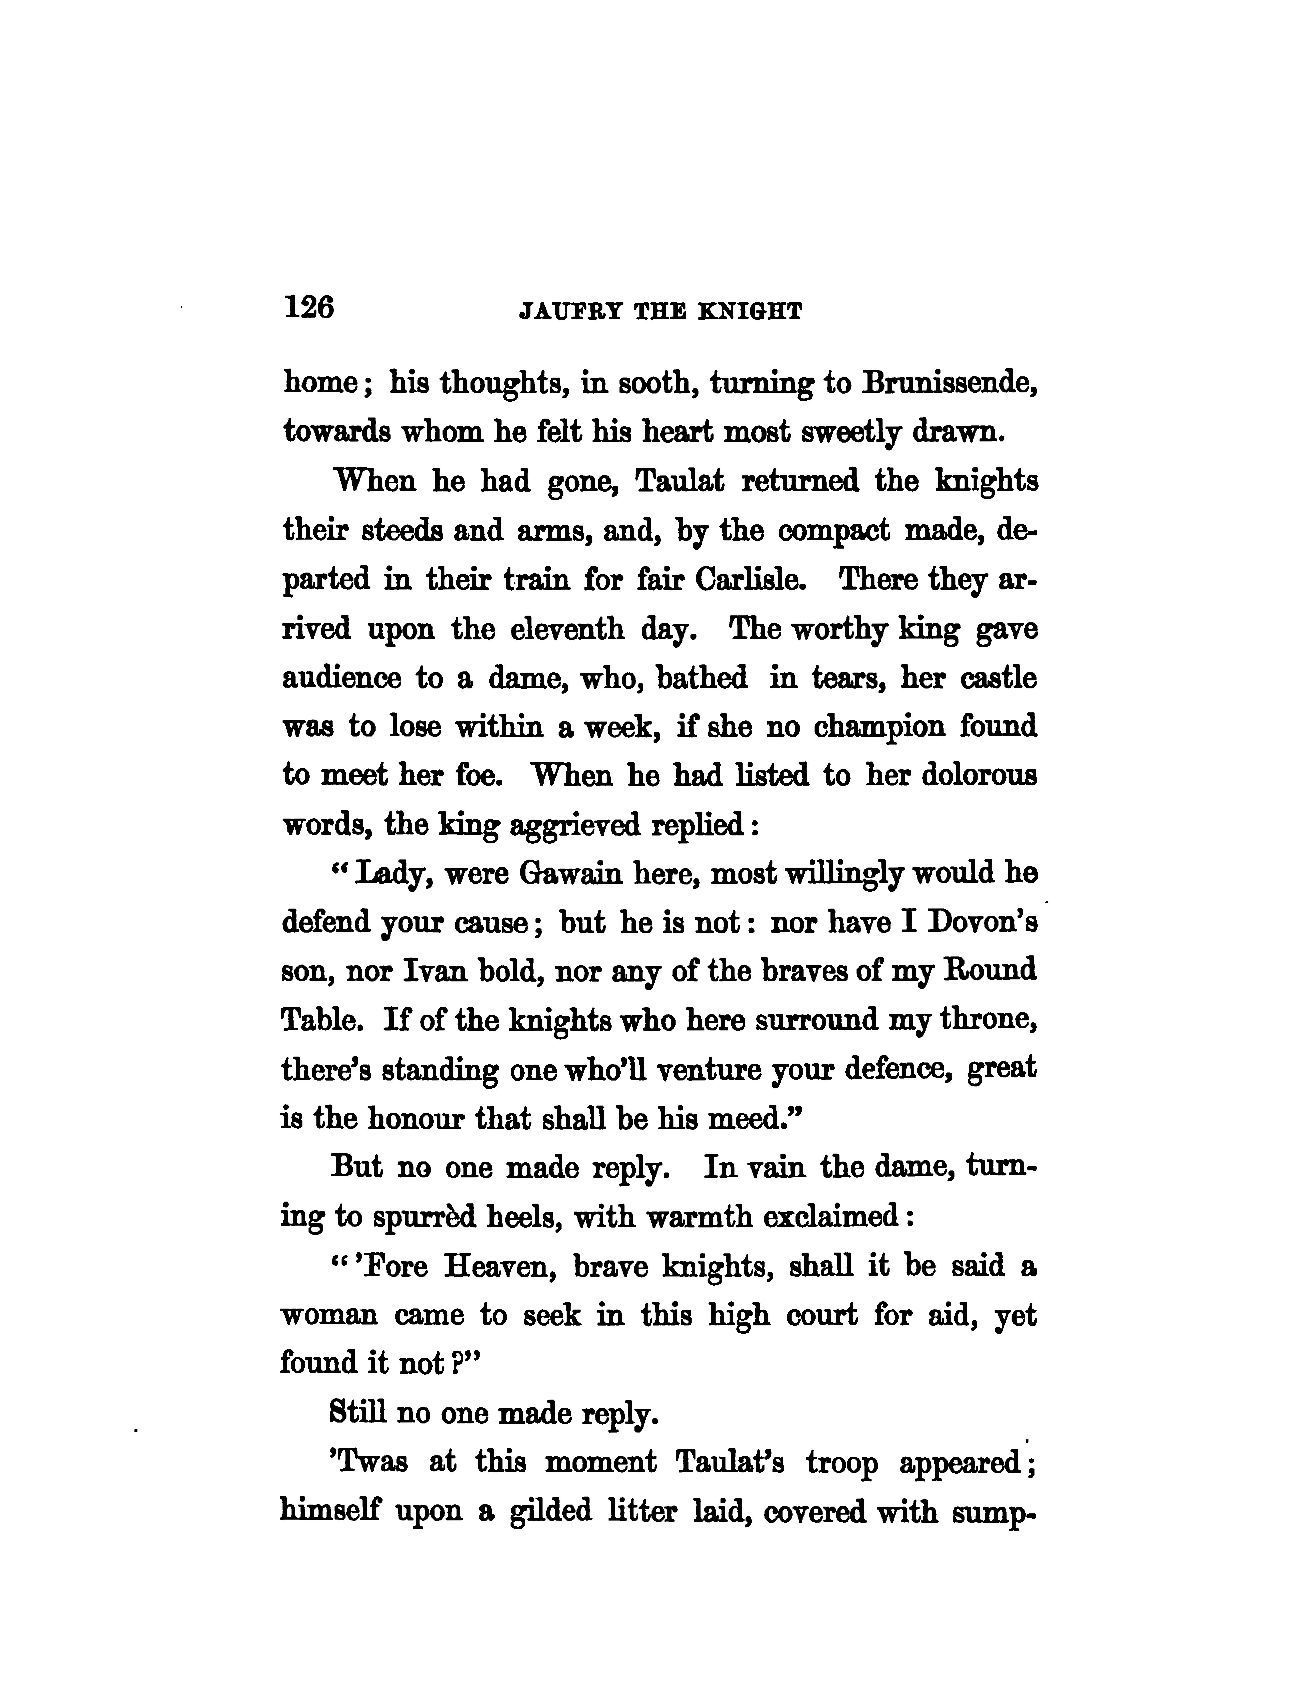 126 JAUFRY THE KNIGHT
home; his thoughts, in sooth, turning to Brunissende,
towards whom he felt his heart most sweetly drawn.
When he had gone, Taulat returned the knights
their steeds and arms, and, by the compact made, de-
parted in their train for fair Carlisle. There they ar-
rived upon the eleventh day. The worthy king gave
audience to a dame, who, bathed in tears, her castle
was to lose within a week, if she no champion found
to meet her foe. When he had listed to her dolorous
words, the king aggrieved replied:
"Lady, were Gawain here, most willingly would he
defend your cause; but he is not: nor have I Dovon's
son, nor Ivan bold, nor any of the braves of my Round
Table. If of the knights who here surround my throne,
there's standing one who'll venture your defence, great
is the honour that shall be his meed."
But no one made reply. In vain the dame, turn-
ing to spurrèd heels, with warmth exclaimed:
"'Fore Heaven, brave knights, shall it be said a
woman came to seek in this high court for aid, yet
found it not?"
Still no one made reply.
'Twas at this moment Taulat's troop appeared;
himself upon a gilded litter laid, covered with sump-